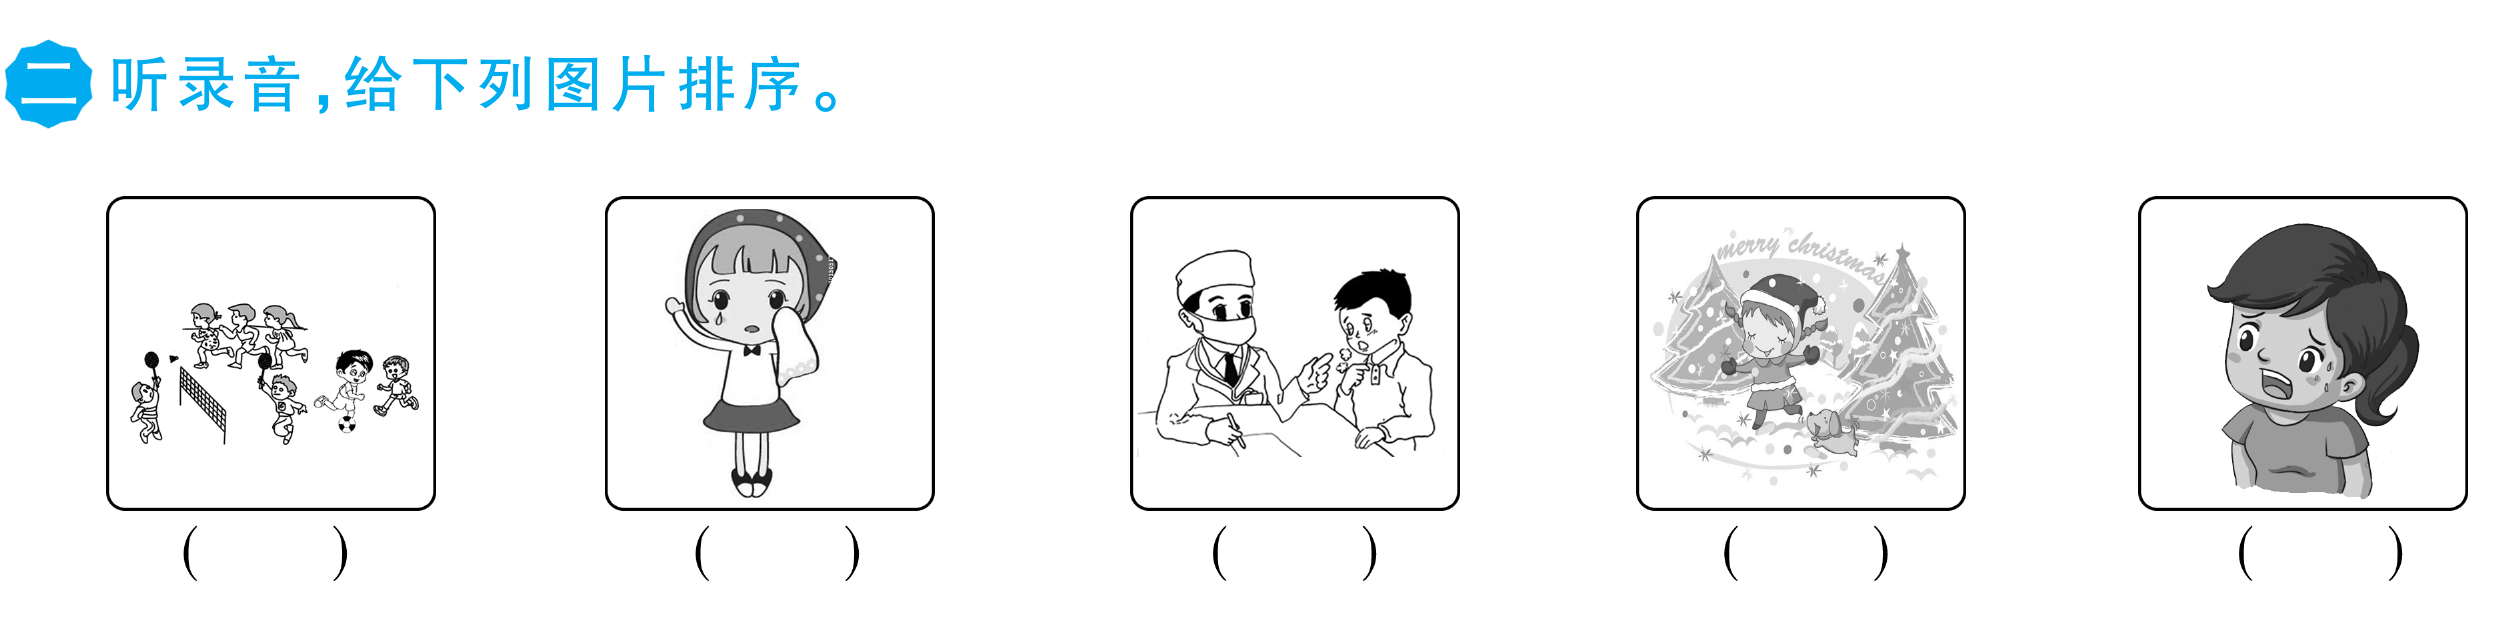 二 听录音,给下列图片排序。
merry christmas
(　　) (　　) (　　) (　　) (　　)